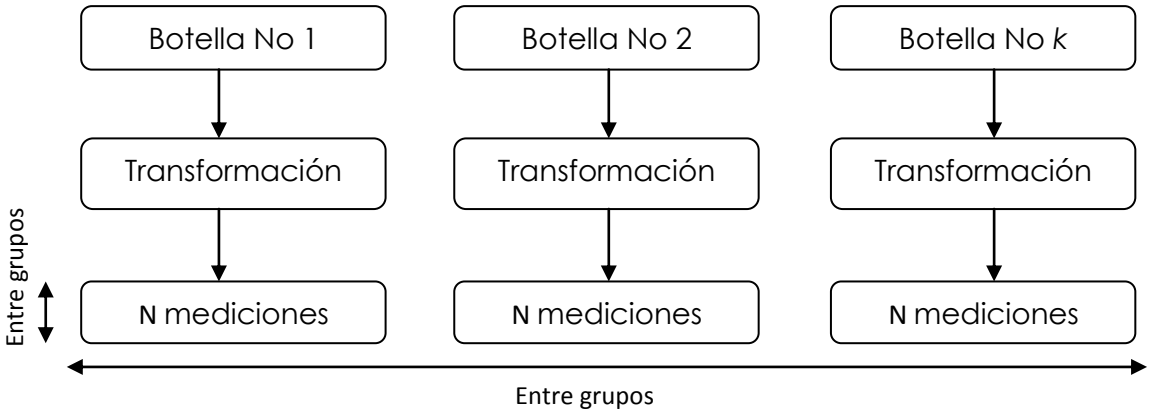 Botella No 1
Botella No 2
Botella No k
Transformación
Transformación
Transformación
Entre grupos
N mediciones
N mediciones
N mediciones
Entre grupos